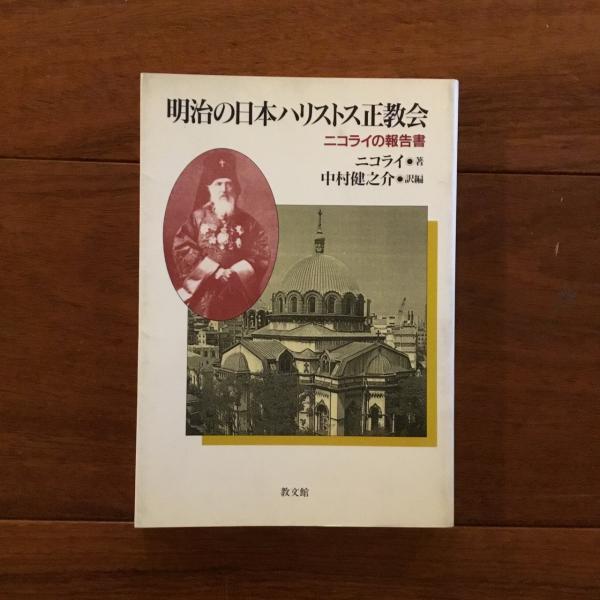 明治の日本ハリストス正教会
ニコライの報告書
ニコライ●著
中村健之介●訳編
教文館